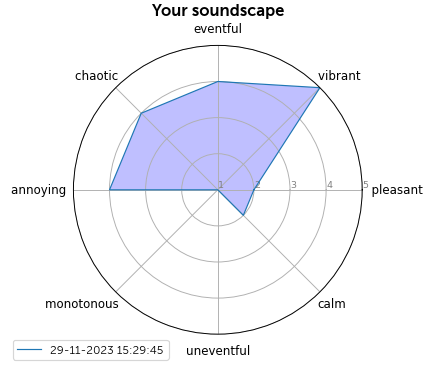 Your soundscape
eventful
chaotic
vibrant
annoying
1
2
3
4
5
pleasant
monotonous
calm
29-11-2023 15:29:45
uneventful